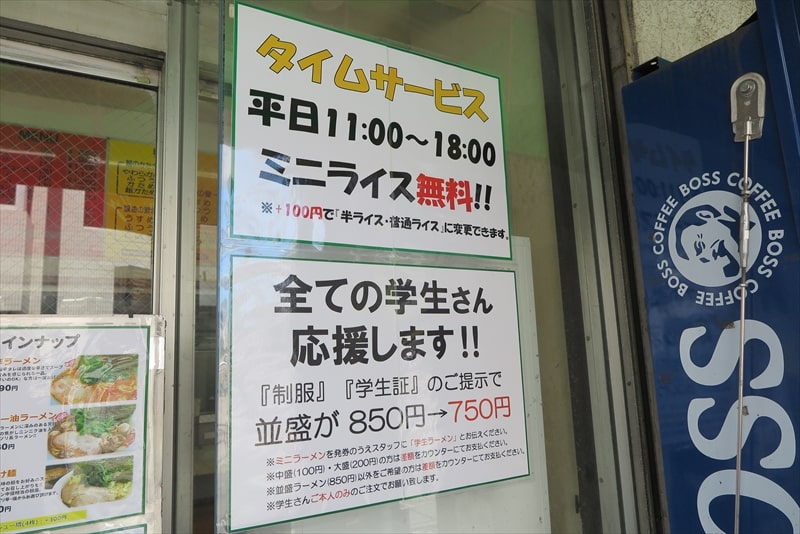 タイムサービス
平日11:00～18:00
ミニライス無料!!
※+100円で「半ライス・普通ライス」に変更できます。
全ての学生さん
応援します!!
『制服』『学生証』のご提示で
並盛が 850円→750円
※ミニラーメンを発券のうえスタッフに「学生ラーメン」とお伝えください。
※中盛(100円)・大盛(200円)の方は差額をカウンターにてお支払ください。
※並盛ラーメン(850円)以外をご希望の方は差額をカウンターにてお支払ください。
※学生さんご本人のみのご注文でお願い致します。
インナップ
ラーメン
90円
ー油ラーメン
け麺
BOSS COFFEE BOSS COFFEE BOSS COFFEE
OSS